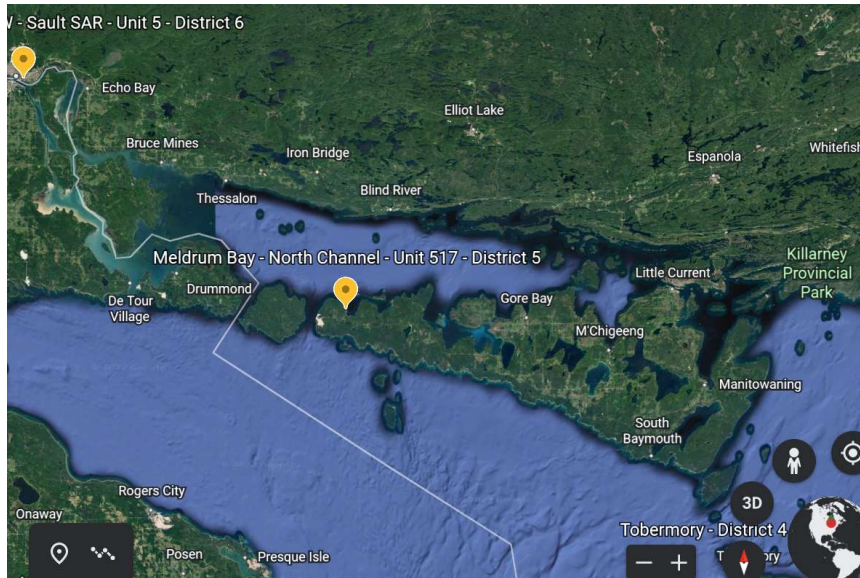 - Sault SAR - Unit 5 - District 6
Echo Bay
Elliot Lake
Bruce Mines
Iron Bridge
Espanola
Whitefish
Thessalon
Blind River
Meldrum Bay - North Channel - Unit 517 - District 5
Killarney
Provincial
Park
Little Current
Drummond
De Tour
Village
Gore Bay
M'Chigeeng
Manitowaning
South
Baymouth
Rogers City
Onaway
3D
Tobermory - District 4
Posen
Presque Isle